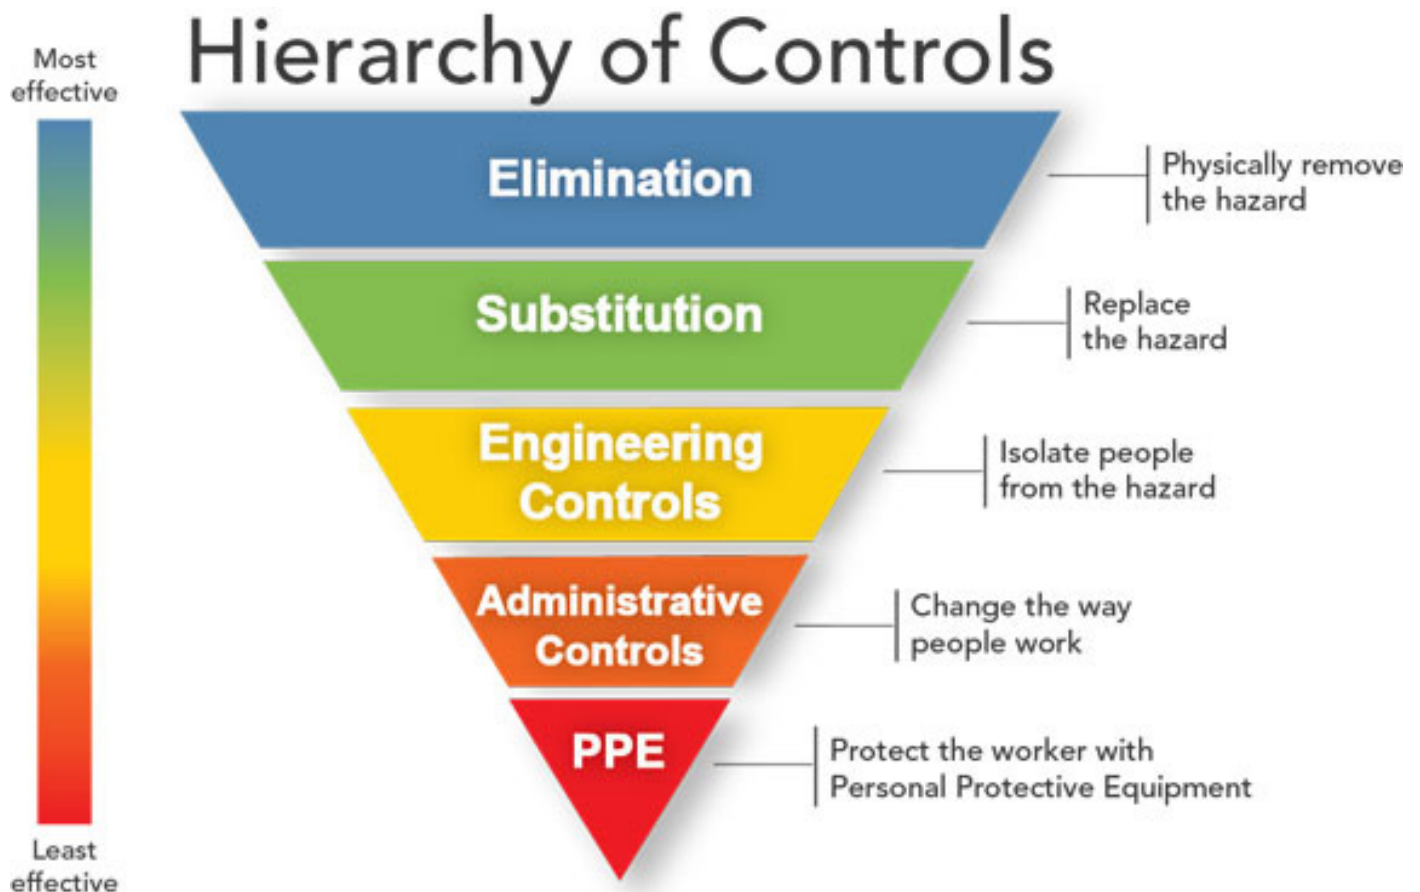 Hierarchy of Controls
Most
effective
Elimination
Physically remove
the hazard
Substitution
Replace
the hazard
Engineering
Controls
Isolate people
from the hazard
Administrative
Controls
Change the way
people work
PPE
Protect the worker with
Personal Protective Equipment
Least
effective